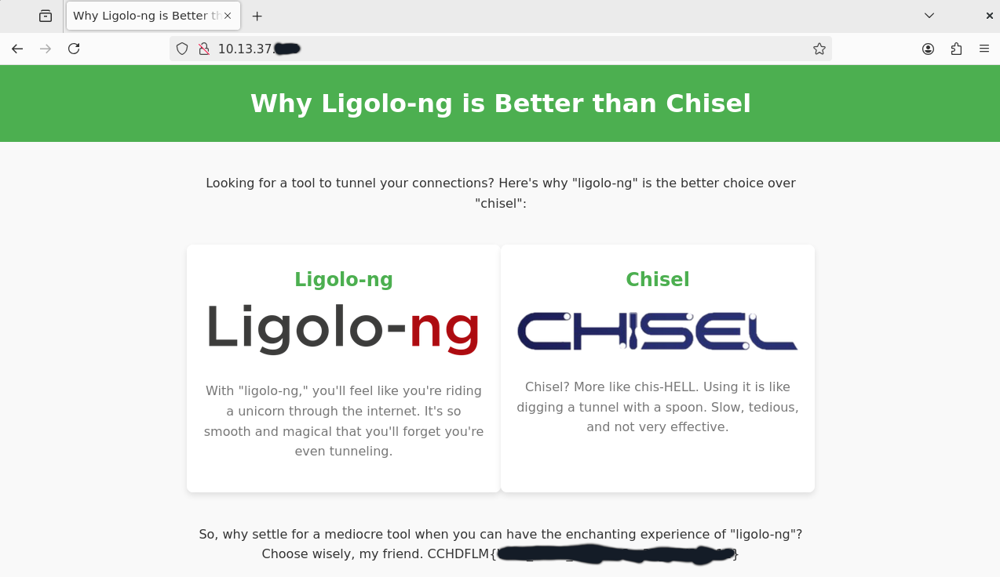 Why Ligolo-ng is Better th
10.13.37.
Why Ligolo-ng is Better than Chisel
Looking for a tool to tunnel your connections? Here's why "ligolo-ng" is the better choice over
"chisel":
Ligolo-ng
Ligolo-ng
With "ligolo-ng," you'll feel like you're riding
a unicorn through the internet. It's so
smooth and magical that you'll forget you're
even tunneling.
Chisel
CHISEL
Chisel? More like chis-HELL. Using it is like
digging a tunnel with a spoon. Slow, tedious,
and not very effective.
So, why settle for a mediocre tool when you can have the enchanting experience of "ligolo-ng"?
Choose wisely, my friend. CCHDFLM{ }